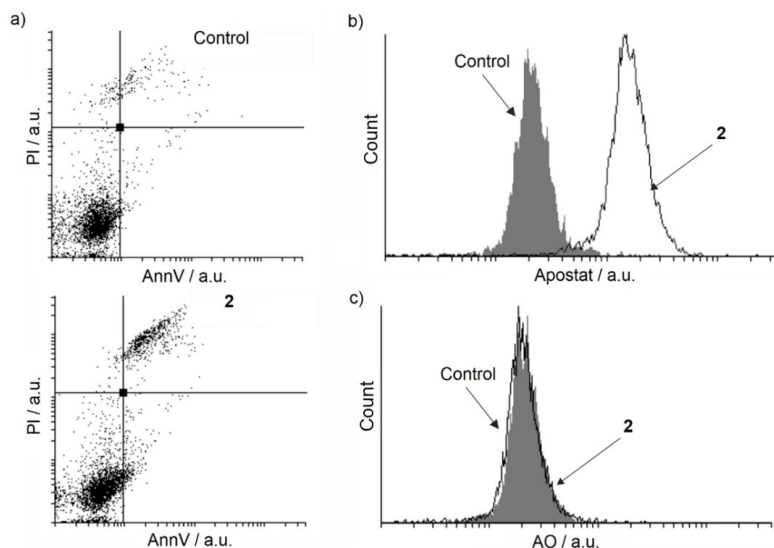 a)
Control
PI / a.u.
AnnV / a.u.
2
PI / a.u.
AnnV / a.u.
b)
Control
2
Count
Apostat / a.u.
c)
Control
2
Count
AO / a.u.